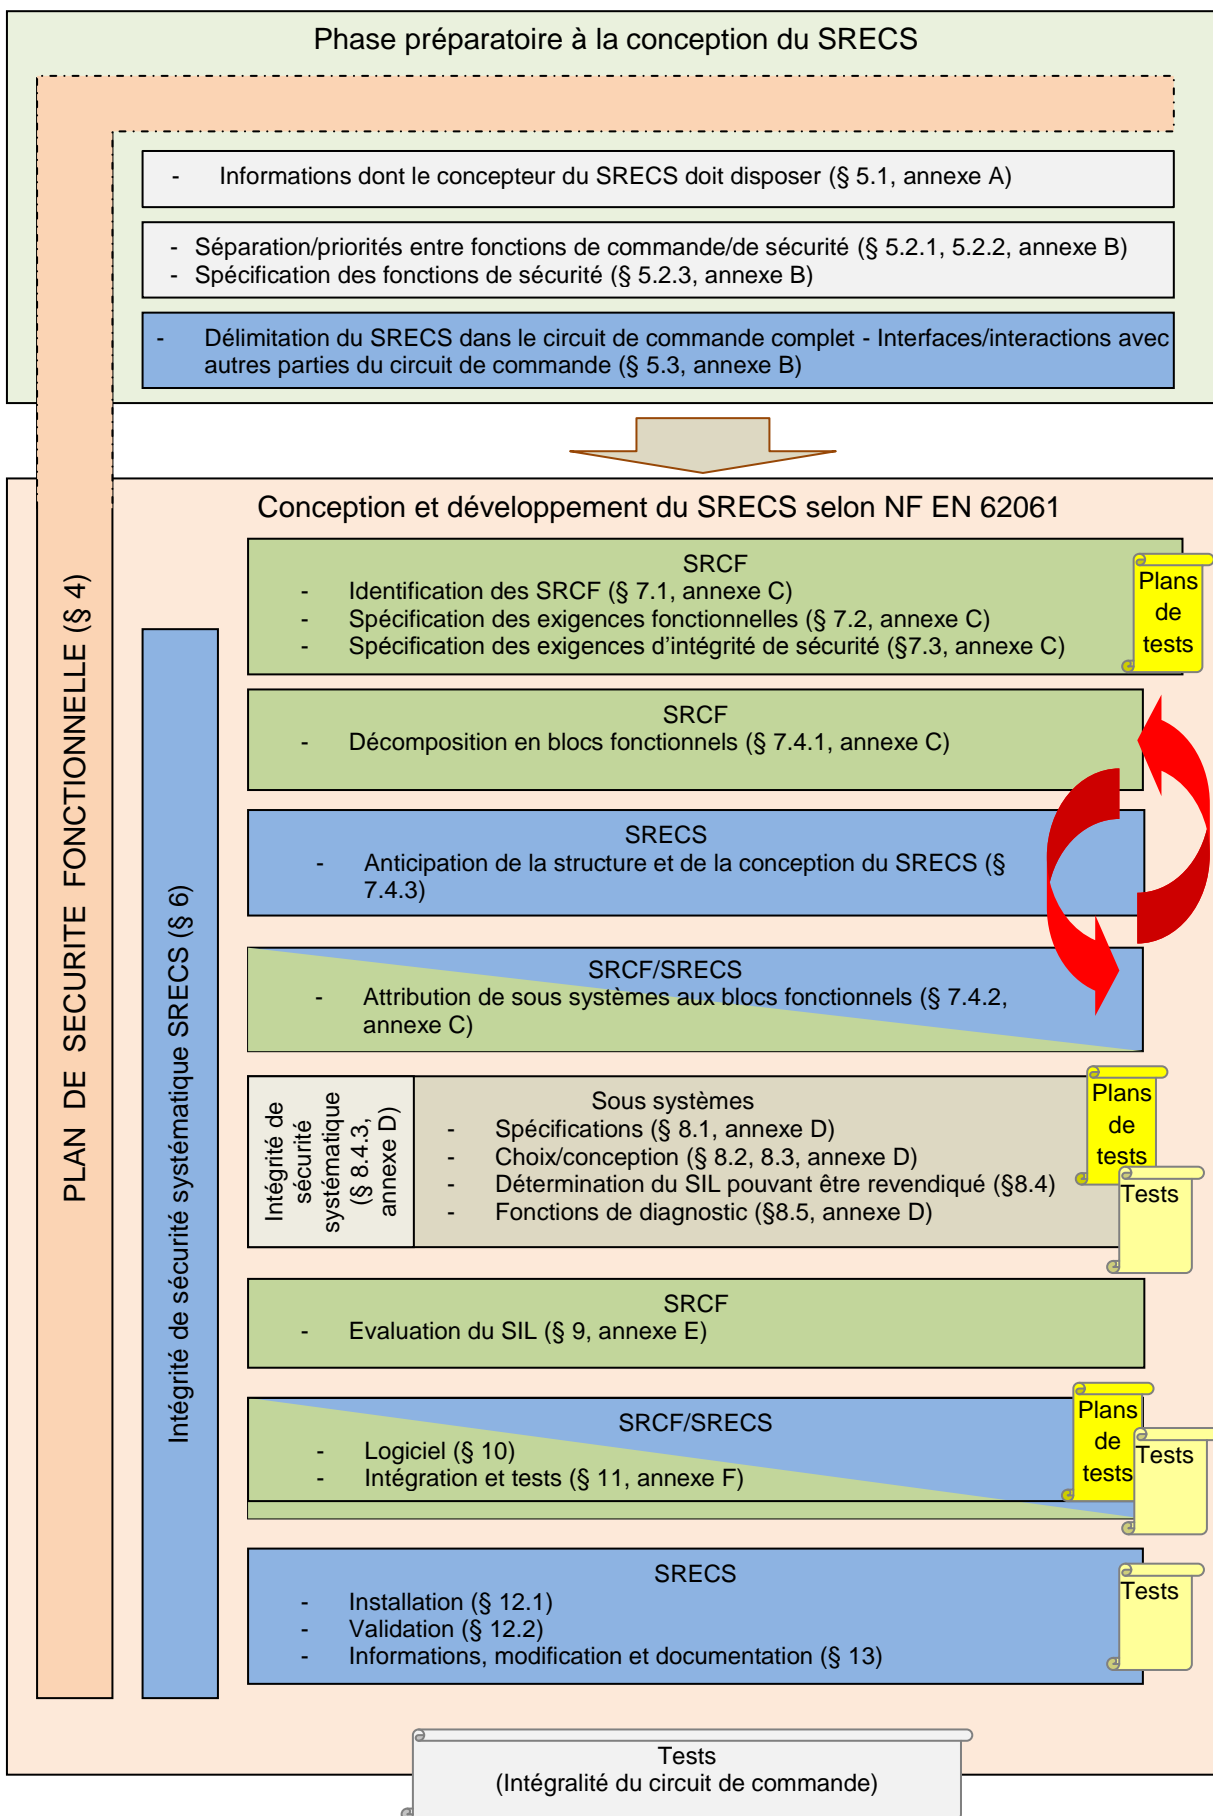 Phase préparatoire à la conception du SRECS
- Informations dont le concepteur du SRECS doit disposer (§ 5.1, annexe A)
- Séparation/priorités entre fonctions de commande/de sécurité (§ 5.2.1, 5.2.2, annexe B)
- Spécification des fonctions de sécurité (§ 5.2.3, annexe B)
- Délimitation du SRECS dans le circuit de commande complet - Interfaces/interactions avec
autres parties du circuit de commande (§ 5.3, annexe B)
PLAN DE SECURITE FONCTIONNELLE (§ 4)
Conception et développement du SRECS selon NF EN 62061
Intégrité de sécurité systématique SRECS (§ 6)
SRCF
- Identification des SRCF (§ 7.1, annexe C)
- Spécification des exigences fonctionnelles (§ 7.2, annexe C)
- Spécification des exigences d'intégrité de sécurité (§7.3, annexe C)
Plans
de
tests
SRCF
- Décomposition en blocs fonctionnels (§ 7.4.1, annexe C)
SRECS
- Anticipation de la structure et de la conception du SRECS (§
7.4.3)
SRCF/SRECS
- Attribution de sous systèmes aux blocs fonctionnels (§ 7.4.2,
annexe C)
Intégrité de
sécurité
systématique
(§ 8.4.3,
annexe D)
Sous systèmes
- Spécifications (§ 8.1, annexe D)
- Choix/conception (§ 8.2, 8.3, annexe D)
- Détermination du SIL pouvant être revendiqué (§8.4)
- Fonctions de diagnostic (§8.5, annexe D)
Plans
de
tests
Tests
SRCF
- Evaluation du SIL (§ 9, annexe E)
SRCF/SRECS
- Logiciel (§ 10)
- Intégration et tests (§ 11, annexe F)
Plans
de
tests
Tests
SRECS
- Installation (§ 12.1)
- Validation (§ 12.2)
- Informations, modification et documentation (§ 13)
Tests
Tests
(Intégralité du circuit de commande)